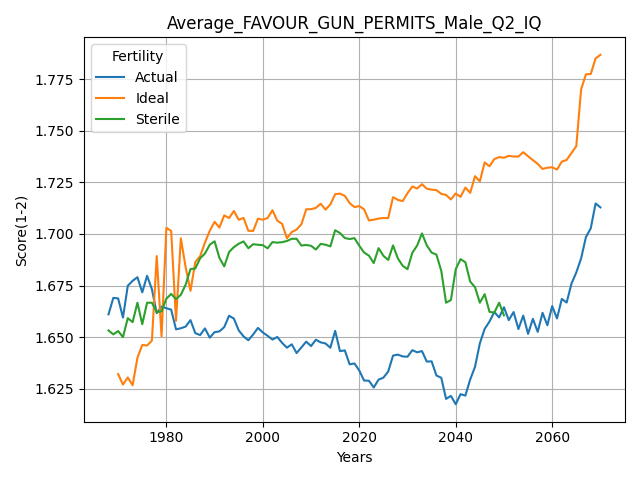 Average_FAVOUR_GUN_PERMITS_Male_Q2_IQ
Fertility
Actual
Ideal
Sterile
Score(1-2)
1.775
1.750
1.725
1.700
1.675
1.650
1.625
1980
2000
2020
2040
2060
Years